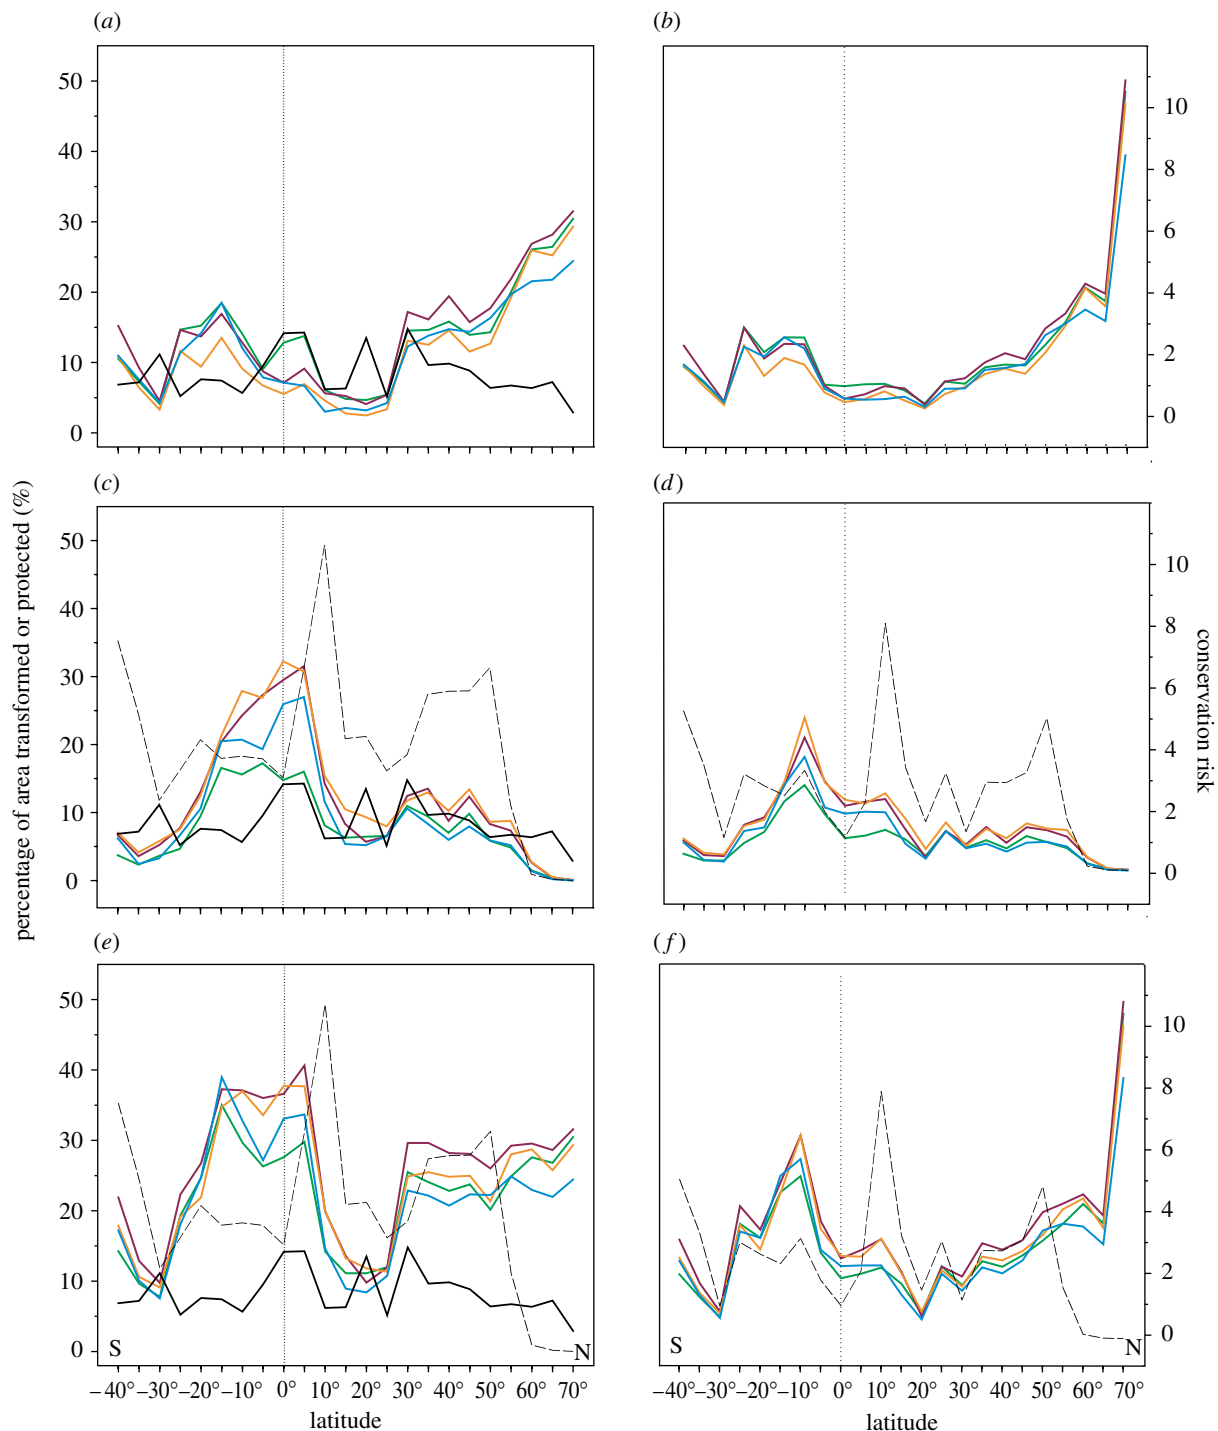 (a)
(b)
50
40
30
20
10
0
10
8
6
4
2
0
(c)
(d)
50
40
30
20
10
0
10
8
6
4
2
0
percentage of area transformed or protected (%)
conservation risk
(e)
(f)
50
40
30
20
10
0
10
8
6
4
2
0
S
N
S
N
−40° −30° −20° −10° 0° 10° 20° 30° 40° 50° 60° 70°
−40° −30° −20° −10° 0° 10° 20° 30° 40° 50° 60° 70°
latitude
latitude